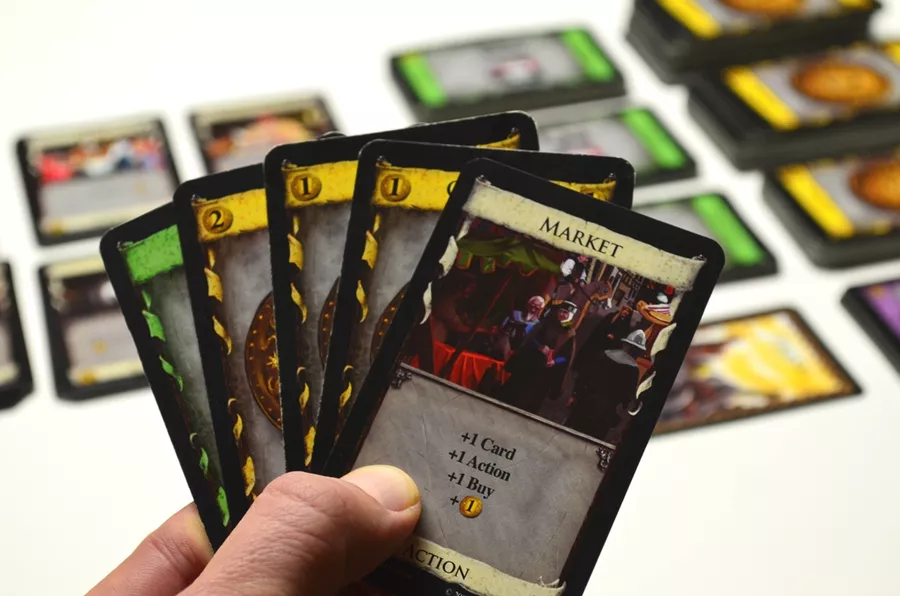 2
1
1
C
MARKET
+1 Card
+1 Action
+1 Buy
+1
ACTION